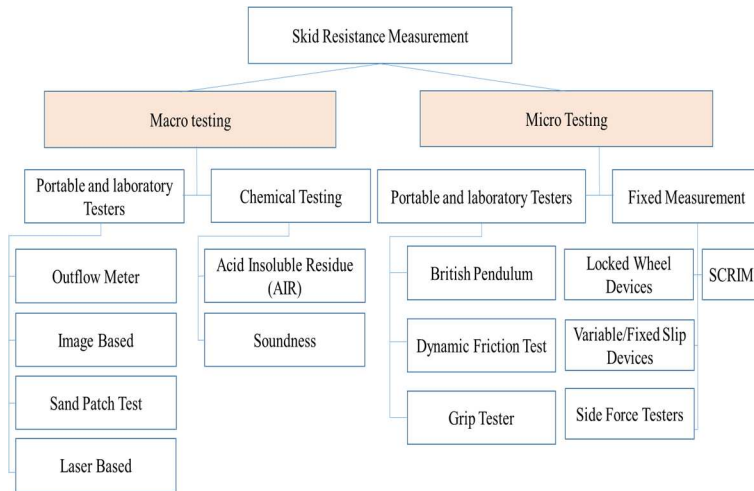 Skid Resistance Measurement
Macro testing
Micro Testing
Portable and laboratory
Testers
Chemical Testing
Portable and laboratory Testers
Fixed Measurement
Outflow Meter
Image Based
Sand Patch Test
Laser Based
Acid Insoluble Residue
(AIR)
Soundness
British Pendulum
Dynamic Friction Test
Grip Tester
Locked Wheel
Devices
Variable/Fixed Slip
Devices
Side Force Testers
SCRIM